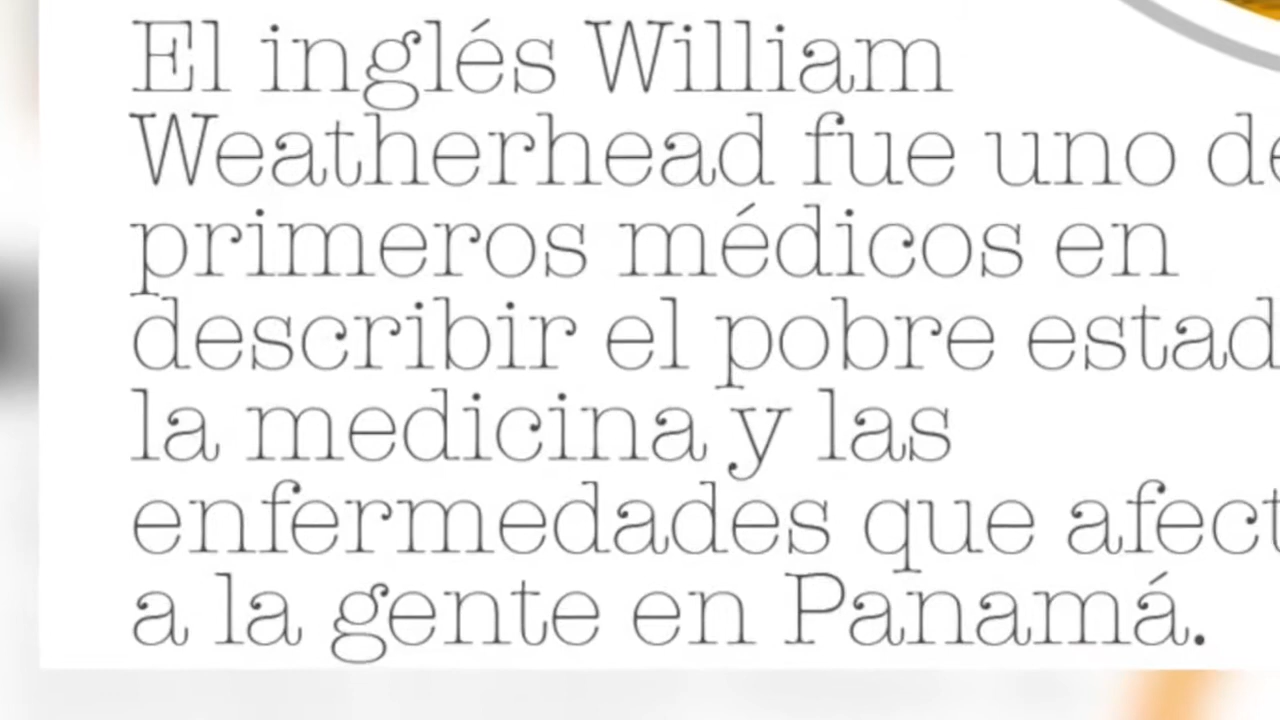 El inglés William
Weatherhead fue uno de
primeros médicos en
describir el pobre estad
la medicina y las
enfermedades que afect
a la gente en Panamá.